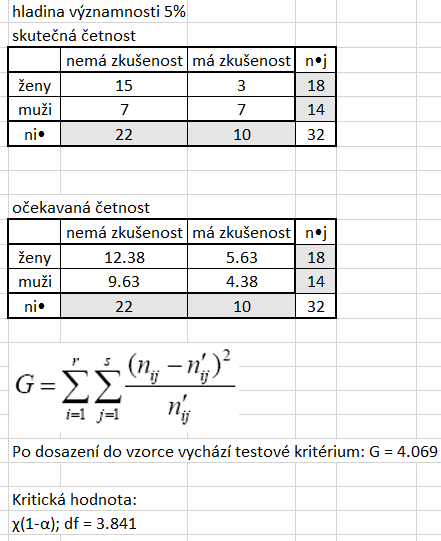 hladina významnosti 5%
skutečná četnost
nemá zkušenost má zkušenost n•j
ženy 15 3 18
muži 7 7 14
ni• 22 10 32
očekavaná četnost
nemá zkušenost má zkušenost n•j
ženy 12.38 5.63 18
muži 9.63 4.38 14
ni• 22 10 32
G = ∑_{i=1}^{r} ∑_{j=1}^{s} (n_{ij} − n'_{ij})² / n'_{ij}
Po dosazení do vzorce vychází testové kritérium: G = 4.069
Kritická hodnota:
χ(1-α); df = 3.841